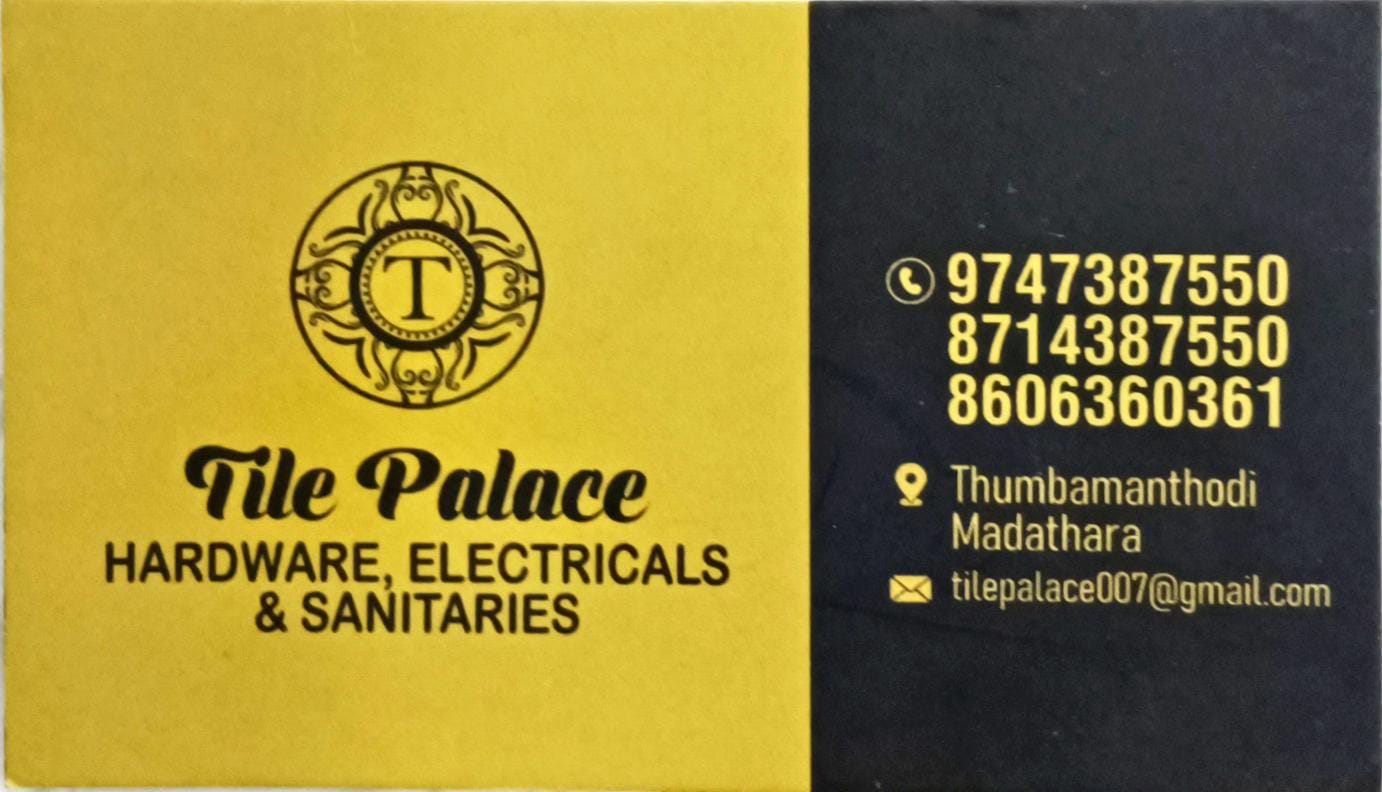 T
Tile Palace
HARDWARE, ELECTRICALS
& SANITARIES
9747387550
8714387550
8606360361
Thumbamanthodi
Madathara
tilepalace007@gmail.com